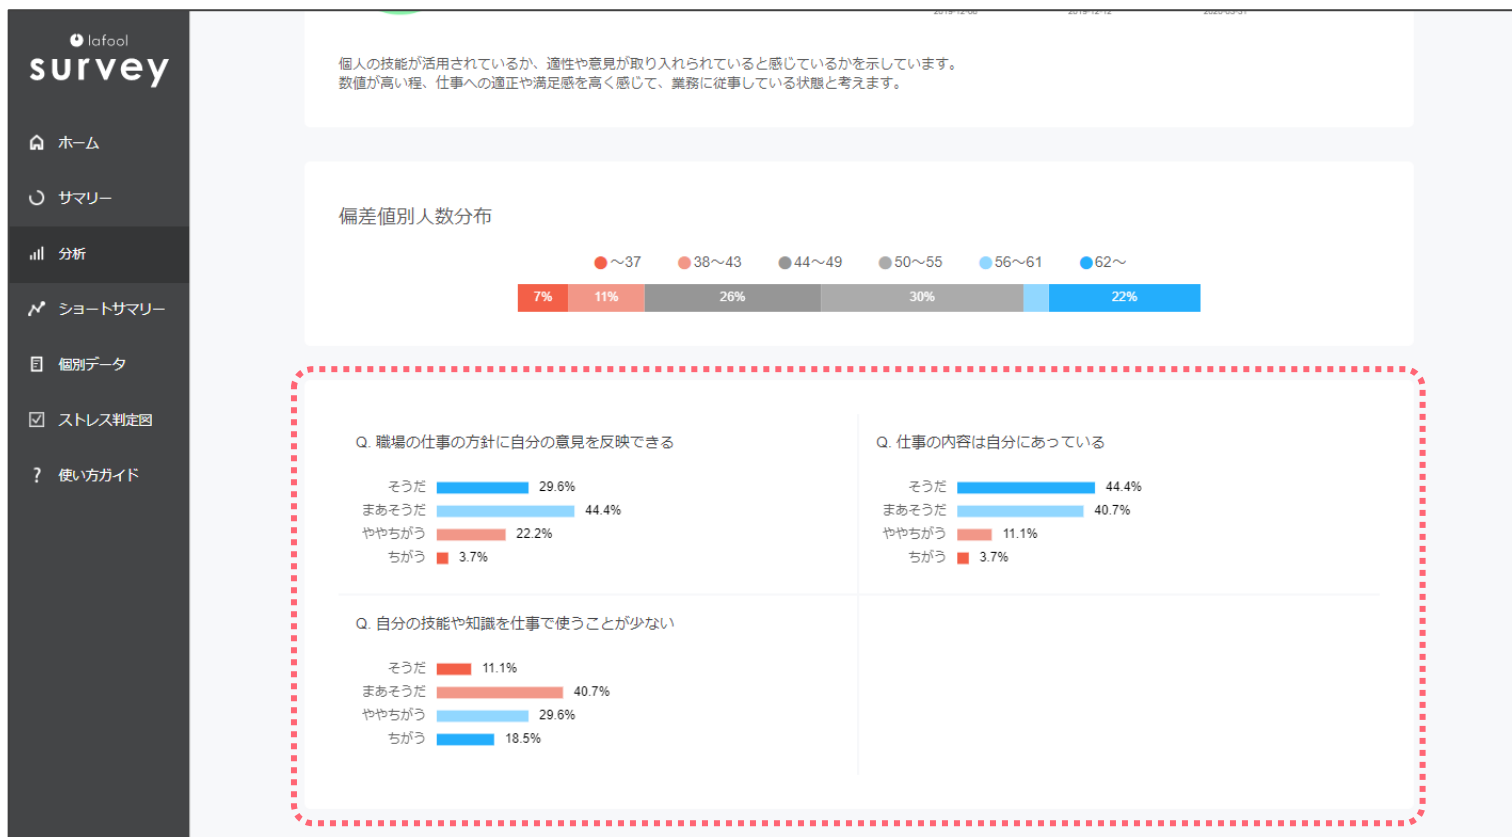 lafool
survey
ホーム
サマリー
分析
ショートサマリー
個別データ
ストレス判定図
? 使い方ガイド
個人の技能が活用されているか、適性や意見が取り入れられていると感じているかを示しています。
数値が高い程、仕事への適正や満足感を高く感じて、業務に従事している状態と考えます。
偏差値別人数分布
～37 38～43 44～49 50～55 56～61 62～
7% 11% 26% 30% 22%
Q. 職場の仕事の方針に自分の意見を反映できる
そうだ 29.6%
まあそうだ 44.4%
ややちがう 22.2%
ちがう 3.7%
Q. 仕事の内容は自分にあっている
そうだ 44.4%
まあそうだ 40.7%
ややちがう 11.1%
ちがう 3.7%
Q. 自分の技能や知識を仕事で使うことが少ない
そうだ 11.1%
まあそうだ 40.7%
ややちがう 29.6%
ちがう 18.5%